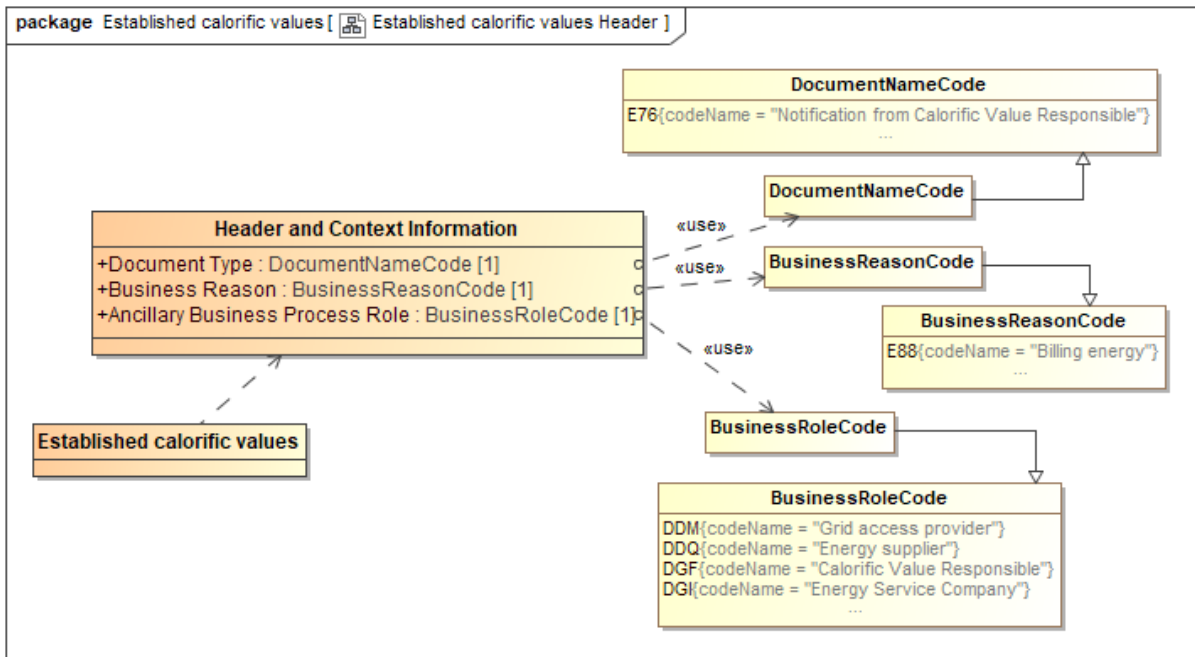 package Established calorific values [ Established calorific values Header ]
DocumentNameCode
E76{codeName = "Notification from Calorific Value Responsible"}
...
DocumentNameCode
Header and Context Information
+Document Type : DocumentNameCode [1]
+Business Reason : BusinessReasonCode [1]
+Ancillary Business Process Role : BusinessRoleCode [1]
«use»
«use»
«use»
BusinessReasonCode
BusinessReasonCode
E88{codeName = "Billing energy"}
...
Established calorific values
BusinessRoleCode
BusinessRoleCode
DDM{codeName = "Grid access provider"}
DDQ{codeName = "Energy supplier"}
DGF{codeName = "Calorific Value Responsible"}
DGI{codeName = "Energy Service Company"}
...